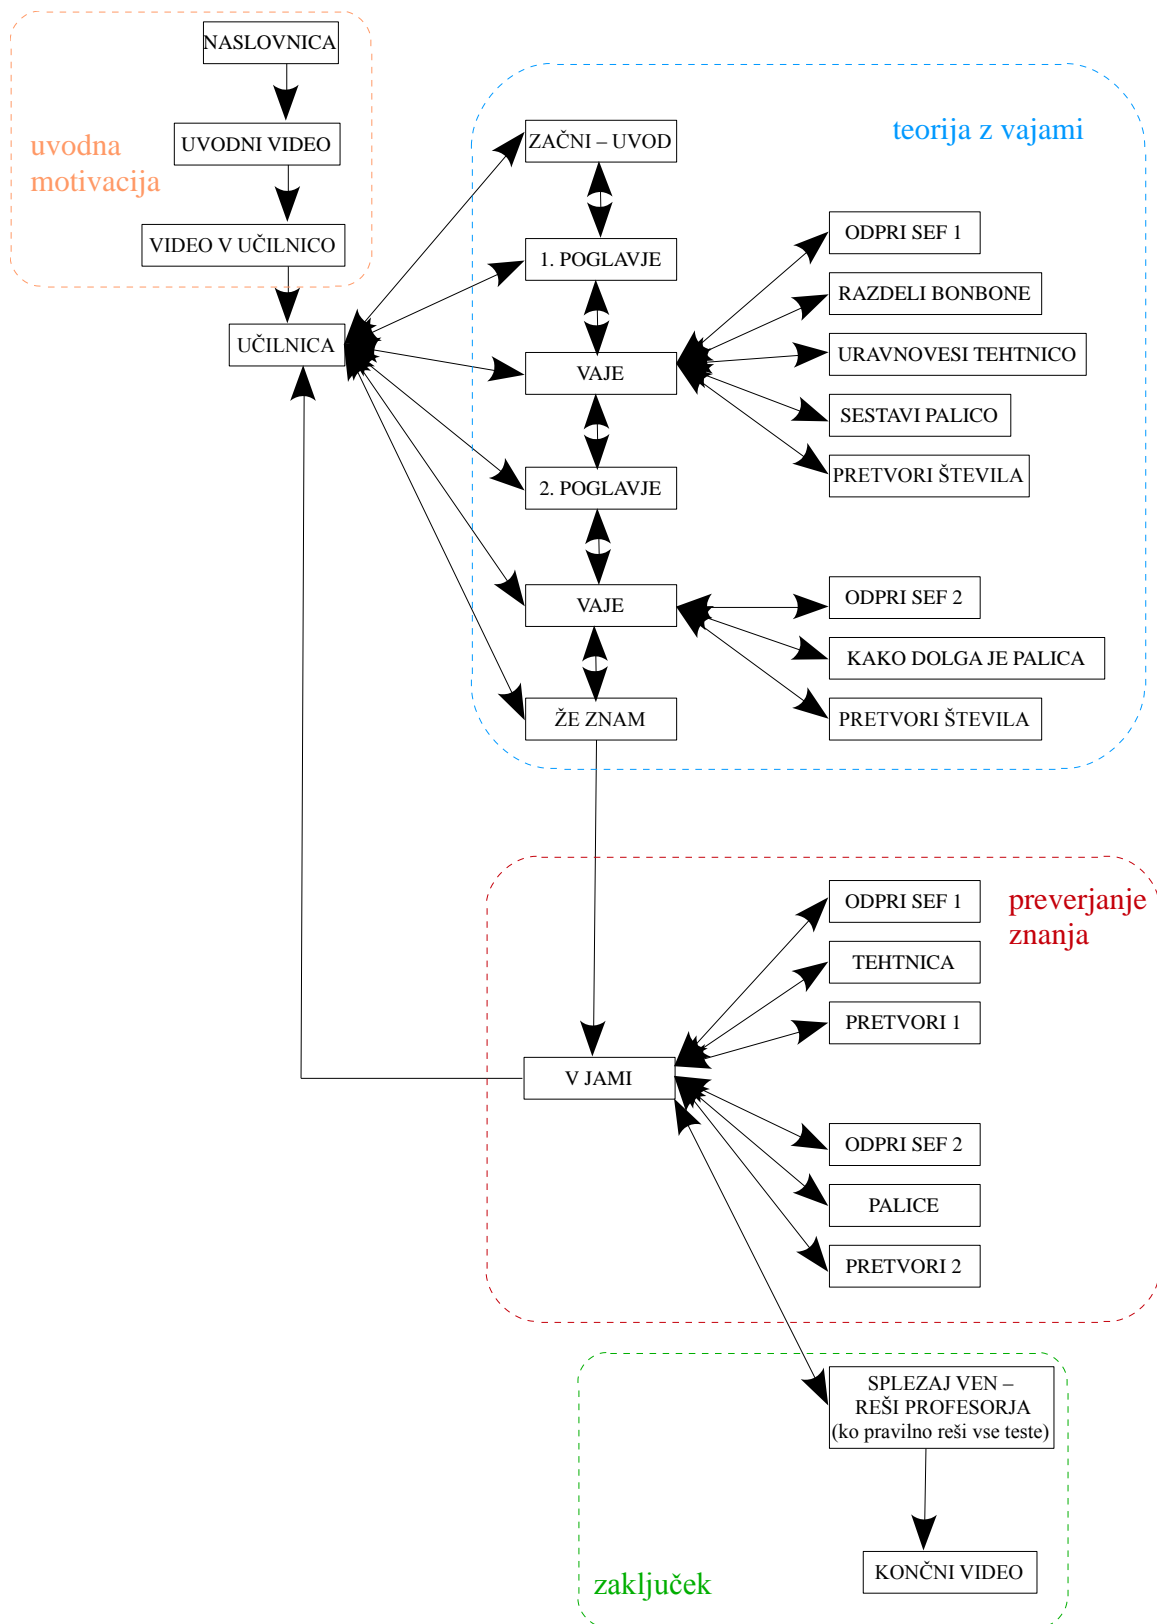 NASLOVNICA
uvodna
motivacija
UVODNI VIDEO
VIDEO V UČILNICO
UČILNICA
teorija z vajami
ZAČNI – UVOD
1. POGLAVJE
VAJE
2. POGLAVJE
VAJE
ŽE ZNAM
ODPRI SEF 1
RAZDELI BONBONE
URAVNOVESI TEHTNICO
SESTAVI PALICO
PRETVORI ŠTEVILA
ODPRI SEF 2
KAKO DOLGA JE PALICA
PRETVORI ŠTEVILA
preverjanje
znanja
V JAMI
ODPRI SEF 1
TEHTNICA
PRETVORI 1
ODPRI SEF 2
PALICE
PRETVORI 2
SPLEZAJ VEN –
REŠI PROFESORJA
(ko pravilno reši vse teste)
KONČNI VIDEO
zaključek